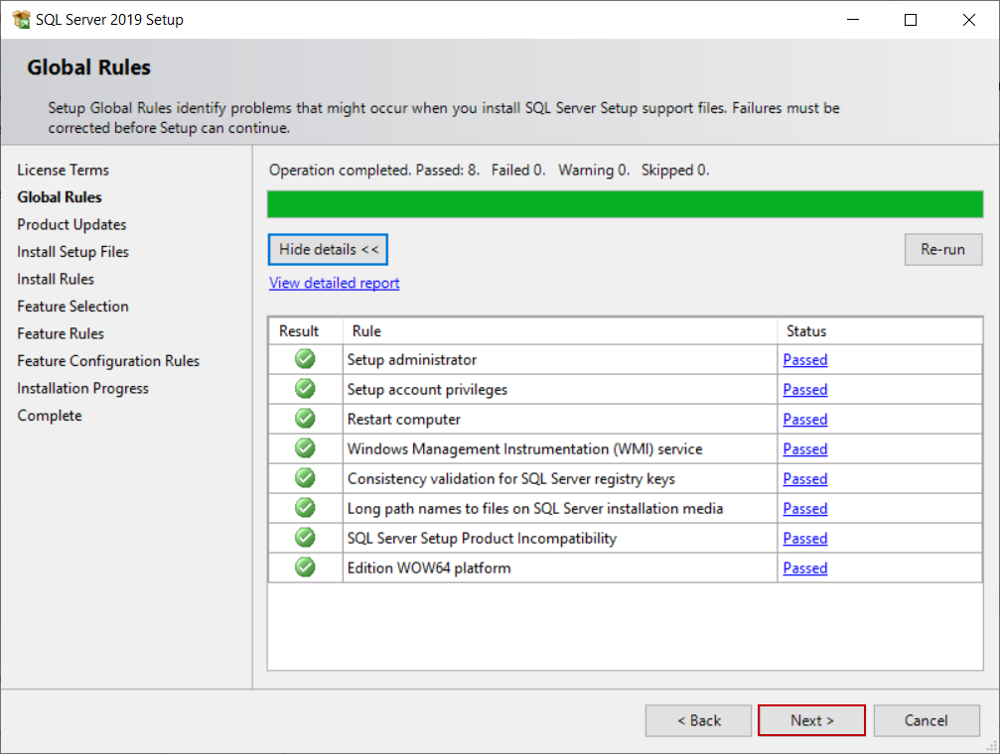 SQL Server 2019 Setup
Global Rules
Setup Global Rules identify problems that might occur when you install SQL Server Setup support files. Failures must be
corrected before Setup can continue.
License Terms
Global Rules
Product Updates
Install Setup Files
Install Rules
Feature Selection
Feature Rules
Feature Configuration Rules
Installation Progress
Complete
Operation completed. Passed: 8.   Failed 0.   Warning 0.   Skipped 0.
Hide details <<
Re-run
View detailed report
Result Rule Status
Setup administrator Passed
Setup account privileges Passed
Restart computer Passed
Windows Management Instrumentation (WMI) service Passed
Consistency validation for SQL Server registry keys Passed
Long path names to files on SQL Server installation media Passed
SQL Server Setup Product Incompatibility Passed
Edition WOW64 platform Passed
< Back Next > Cancel